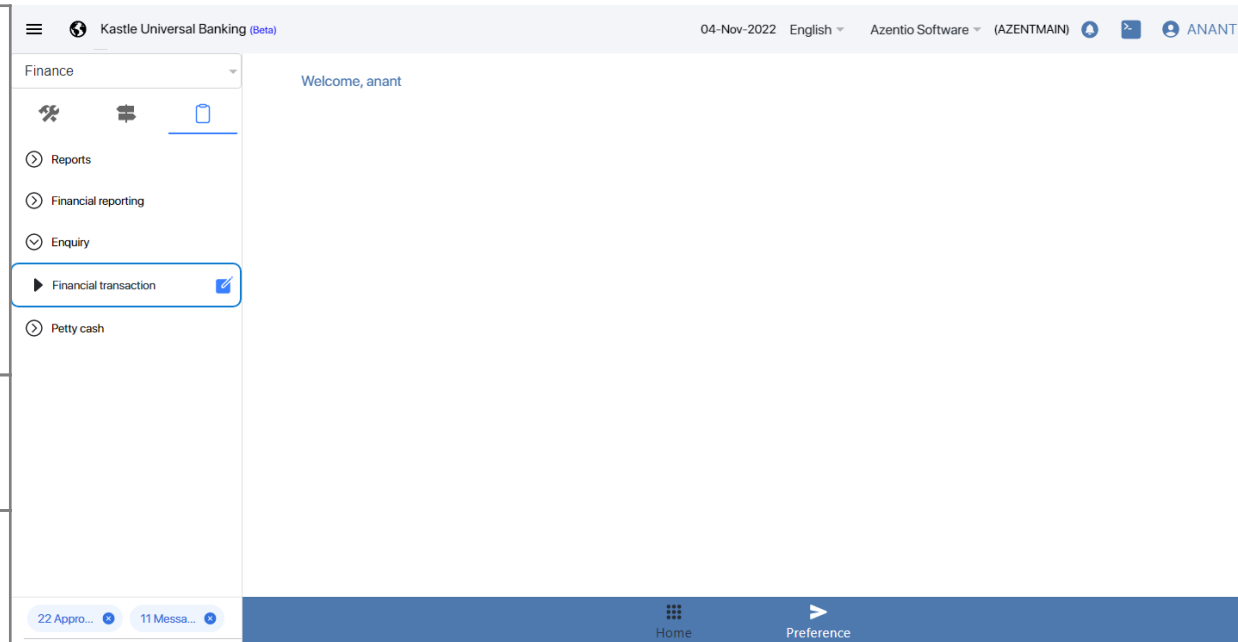 Kastle Universal Banking (Beta)
04-Nov-2022 English Azentio Software (AZENTMAIN) ANANT
Finance
Welcome, anant
Reports
Financial reporting
Enquiry
Financial transaction
Petty cash
22 Appro... 11 Messa...
Home Preference